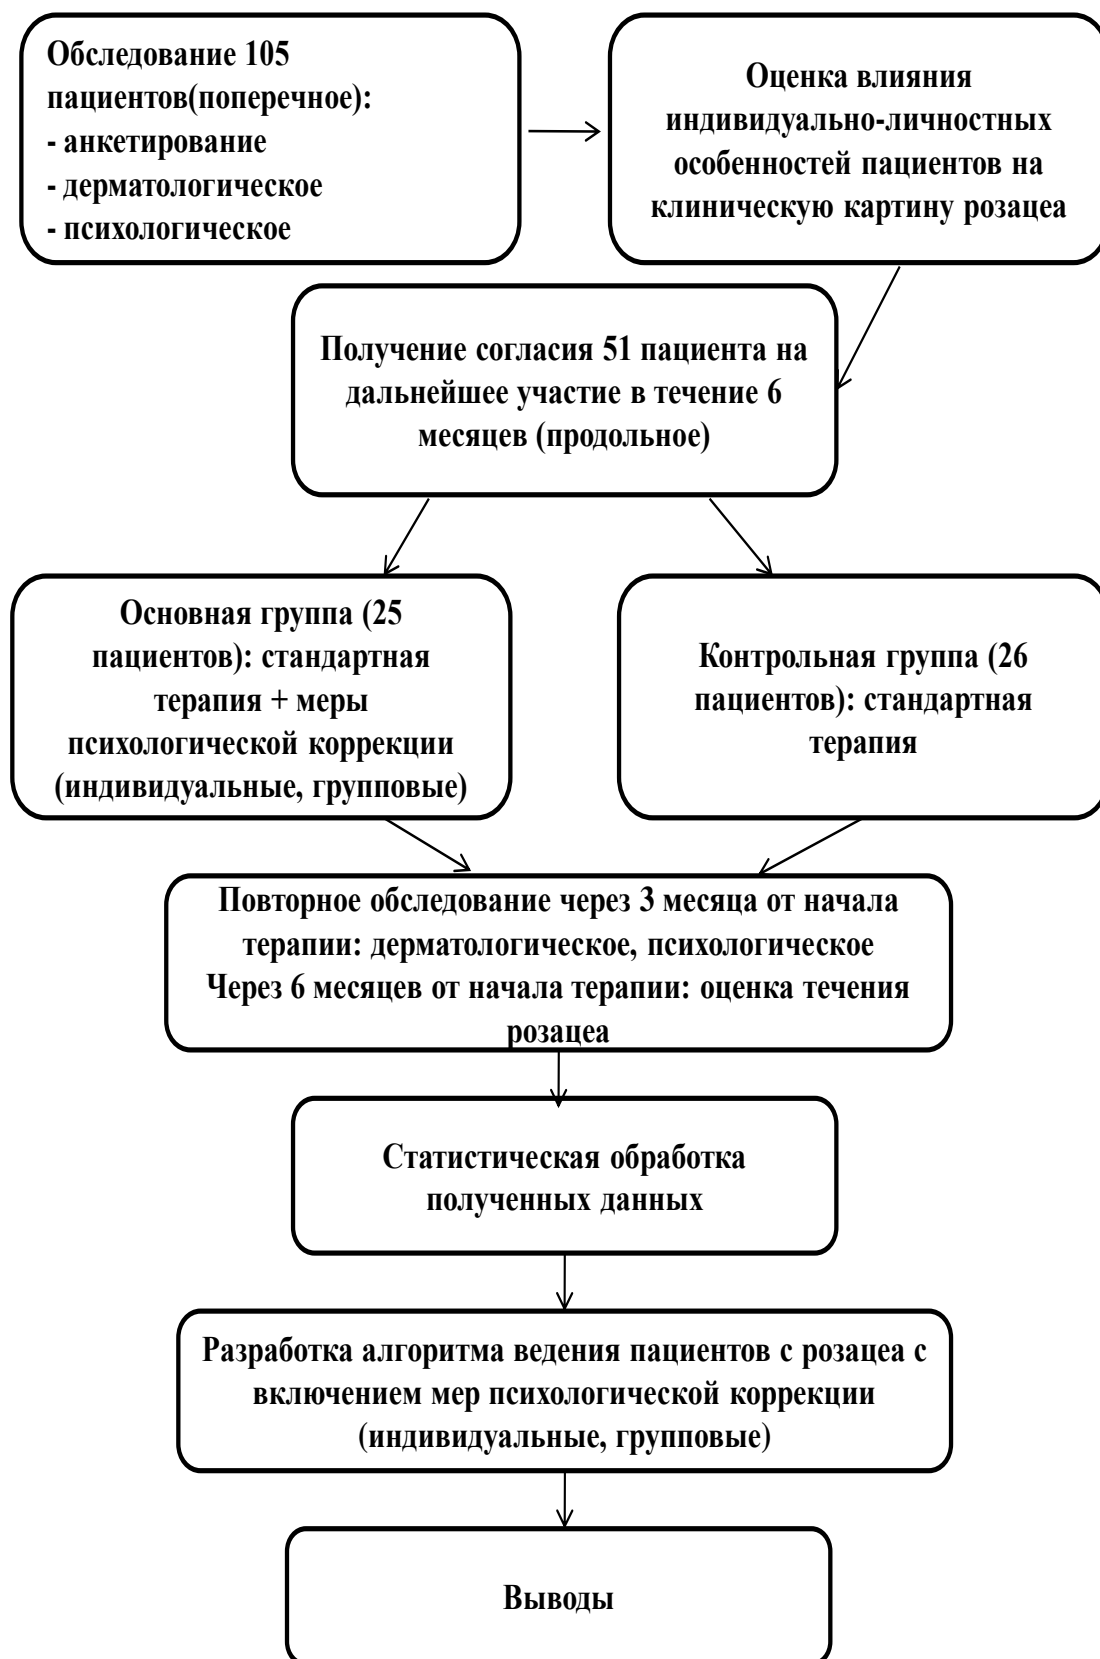 Обследование 105
пациентов(поперечное):
- анкетирование
- дерматологическое
- психологическое
Оценка влияния
индивидуально-личностных
особенностей пациентов на
клиническую картину розацеа
Получение согласия 51 пациента на
дальнейшее участие в течение 6
месяцев (продольное)
Основная группа (25
пациентов): стандартная
терапия + меры
психологической коррекции
(индивидуальные, групповые)
Контрольная группа (26
пациентов): стандартная
терапия
Повторное обследование через 3 месяца от начала
терапии: дерматологическое, психологическое
Через 6 месяцев от начала терапии: оценка течения
розацеа
Статистическая обработка
полученных данных
Разработка алгоритма ведения пациентов с розацеа с
включением мер психологической коррекции
(индивидуальные, групповые)
Выводы